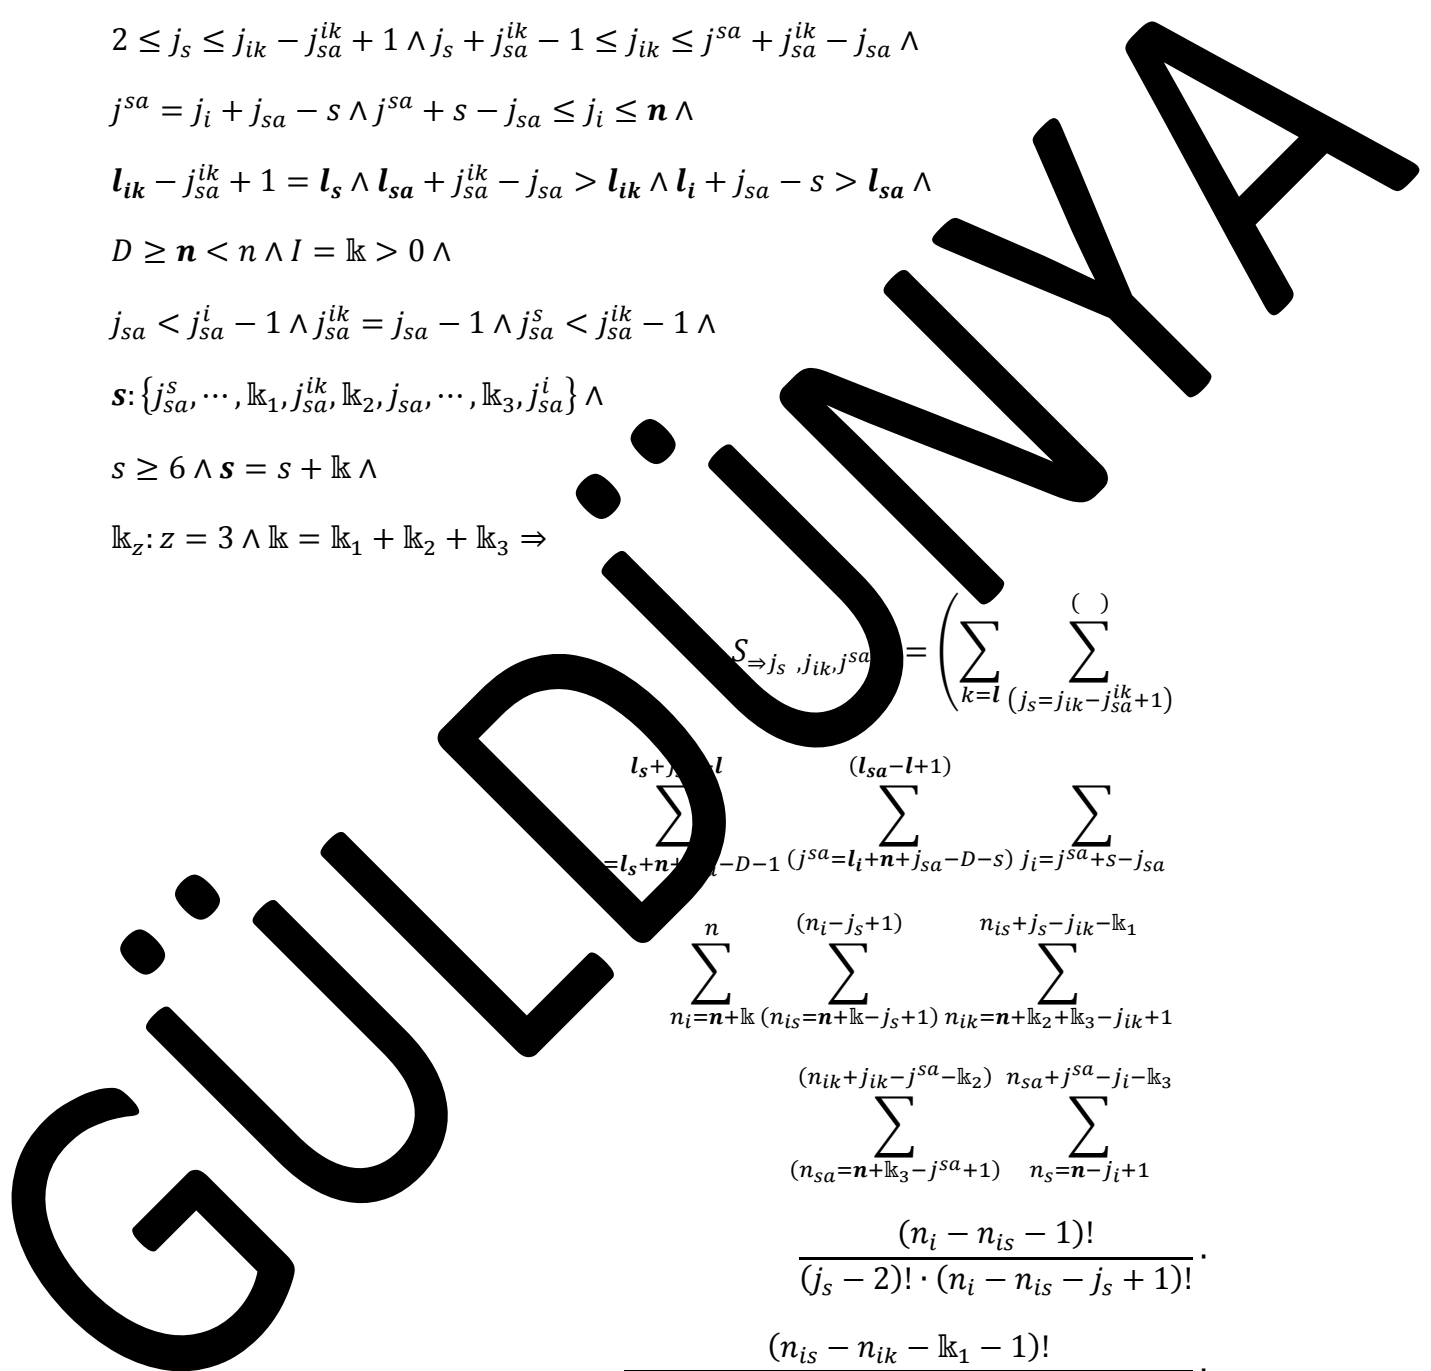 2 ≤ j_s ≤ j_{ik} − j_{sa}^{ik} + 1 ∧ j_s + j_{sa}^{ik} − 1 ≤ j_{ik} ≤ j^{sa} + j_{sa}^{ik} − j_{sa} ∧
j^{sa} = j_i + j_{sa} − s ∧ j^{sa} + s − j_{sa} ≤ j_i ≤ 𝒏 ∧
𝒍_{𝒊𝒌} − j_{sa}^{ik} + 1 = 𝒍_𝒔 ∧ 𝒍_{𝒔𝒂} + j_{sa}^{ik} − j_{sa} > 𝒍_{𝒊𝒌} ∧ 𝒍_𝒊 + j_{sa} − s > 𝒍_{𝒔𝒂} ∧
D ≥ 𝒏 < n ∧ I = 𝕜 > 0 ∧
j_{sa} < j_{sa}^i − 1 ∧ j_{sa}^{ik} = j_{sa} − 1 ∧ j_{sa}^s < j_{sa}^{ik} − 1 ∧
𝒔: {j_{sa}^s, ⋯, 𝕜_1, j_{sa}^{ik}, 𝕜_2, j_{sa}, ⋯, 𝕜_3, j_{sa}^i} ∧
s ≥ 6 ∧ 𝒔 = s + 𝕜 ∧
𝕜_z: z = 3 ∧ 𝕜 = 𝕜_1 + 𝕜_2 + 𝕜_3 ⇒
S_{⇒j_s ,j_{ik},j^{sa}} = ( ∑_{k=𝒍} ∑_{(j_s=j_{ik}−j_{sa}^{ik}+1)}^{( )}
∑_{=𝒍_𝒔+𝒏+ −D−1}^{𝒍_𝒔+ 𝒍} ∑_{(j^{sa}=𝒍_𝒊+𝒏+j_{sa}−D−s)}^{(𝒍_{𝒔𝒂}−𝒍+1)} ∑_{j_i=j^{sa}+s−j_{sa}}
∑_{n_i=𝒏+𝕜}^{n} ∑_{(n_{is}=𝒏+𝕜−j_s+1)}^{(n_i−j_s+1)} ∑_{n_{ik}=𝒏+𝕜_2+𝕜_3−j_{ik}+1}^{n_{is}+j_s−j_{ik}−𝕜_1}
∑_{(n_{sa}=𝒏+𝕜_3−j^{sa}+1)}^{(n_{ik}+j_{ik}−j^{sa}−𝕜_2)} ∑_{n_s=𝒏−j_i+1}^{n_{sa}+j^{sa}−j_i−𝕜_3}
(n_i − n_{is} − 1)!
(j_s − 2)! · (n_i − n_{is} − j_s + 1)! ·
(n_{is} − n_{ik} − 𝕜_1 − 1)! ·
GÜLDÜNYA